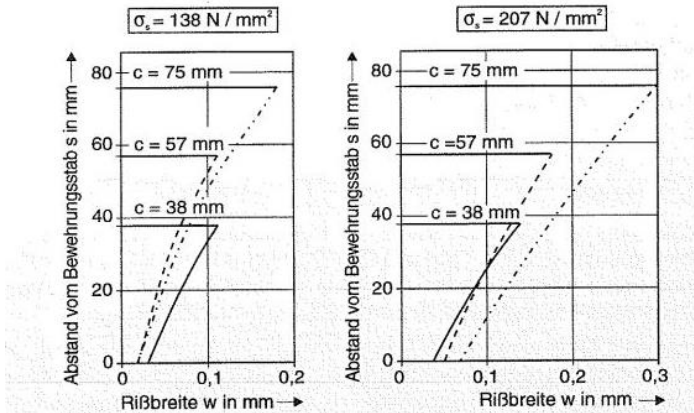 σs = 138 N / mm²
Abstand vom Bewehrungsstab s in mm
80
60
40
20
0
c = 75 mm
c = 57 mm
c = 38 mm
0
0,1
0,2
Rißbreite w in mm
σs = 207 N / mm²
Abstand vom Bewehrungsstab s in mm
80
60
40
20
0
c = 75 mm
c =57 mm
c = 38 mm
0
0,1
0,2
0,3
Rißbreite w in mm